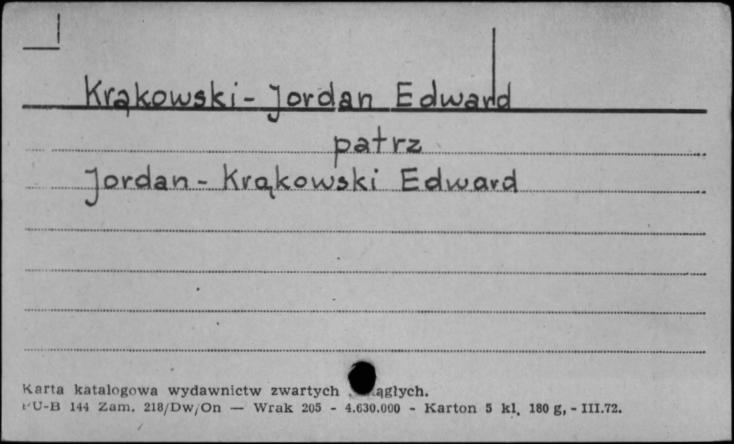 Krąkowski-Jordan Edward
patrz
Jordan-Krąkowski Edward
Karta katalogowa wydawnictw zwartych ągłych.
PU-B 144 Zam. 218/Dw/On — Wrak 205 - 4.630.000 - Karton 5 kl, 180 g, - III.72.